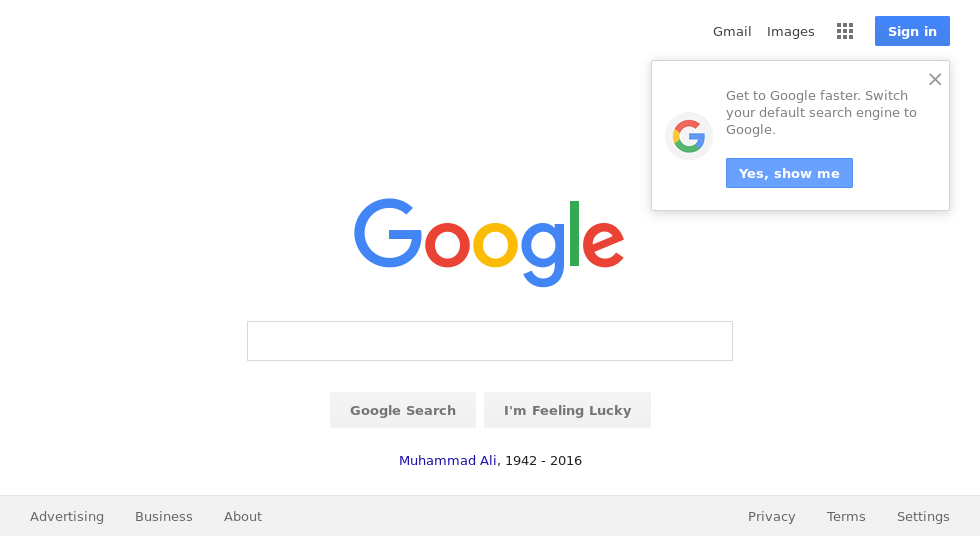 Gmail Images Sign in
Get to Google faster. Switch
your default search engine to
Google.
Yes, show me
Google
Google Search I'm Feeling Lucky
Muhammad Ali, 1942 - 2016
Advertising Business About Privacy Terms Settings